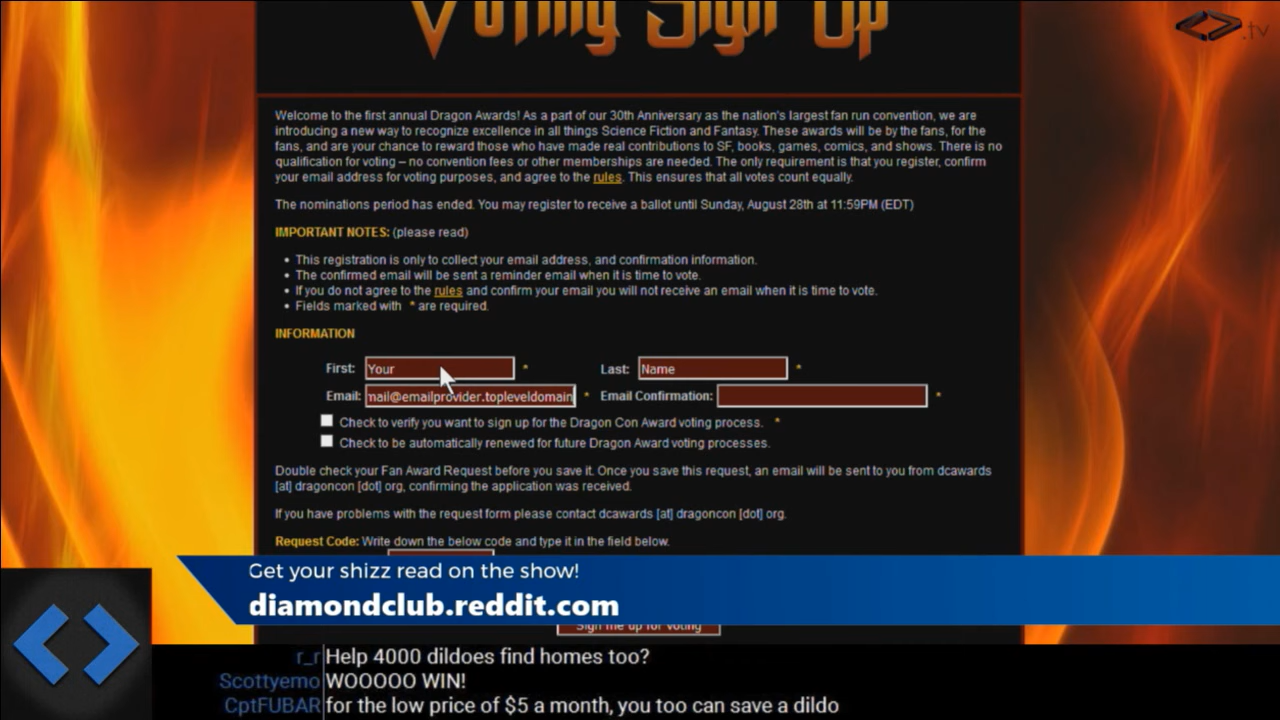 Voting Sign Up
.tv
Welcome to the first annual Dragon Awards! As a part of our 30th Anniversary as the nation's largest fan run convention, we are
introducing a new way to recognize excellence in all things Science Fiction and Fantasy. These awards will be by the fans, for the
fans, and are your chance to reward those who have made real contributions to SF, books, games, comics, and shows. There is no
qualification for voting – no convention fees or other memberships are needed. The only requirement is that you register, confirm
your email address for voting purposes, and agree to the rules. This ensures that all votes count equally.
The nominations period has ended. You may register to receive a ballot until Sunday, August 28th at 11:59PM (EDT)
IMPORTANT NOTES: (please read)
• This registration is only to collect your email address, and confirmation information.
• The confirmed email will be sent a reminder email when it is time to vote.
• If you do not agree to the rules and confirm your email you will not receive an email when it is time to vote.
• Fields marked with * are required.
INFORMATION
First: Your * Last: Name *
Email: mail@emailprovider.topleveldomain * Email Confirmation: *
Check to verify you want to sign up for the Dragon Con Award voting process. *
Check to be automatically renewed for future Dragon Award voting processes.
Double check your Fan Award Request before you save it. Once you save this request, an email will be sent to you from dcawards
[at] dragoncon [dot] org, confirming the application was received.
If you have problems with the request form please contact dcawards [at] dragoncon [dot] org.
Request Code: Write down the below code and type it in the field below.
Get your shizz read on the show!
diamondclub.reddit.com
Sign me up for voting
r_r Help 4000 dildoes find homes too?
Scottyemo WOOOOO WIN!
CptFUBAR for the low price of $5 a month, you too can save a dildo